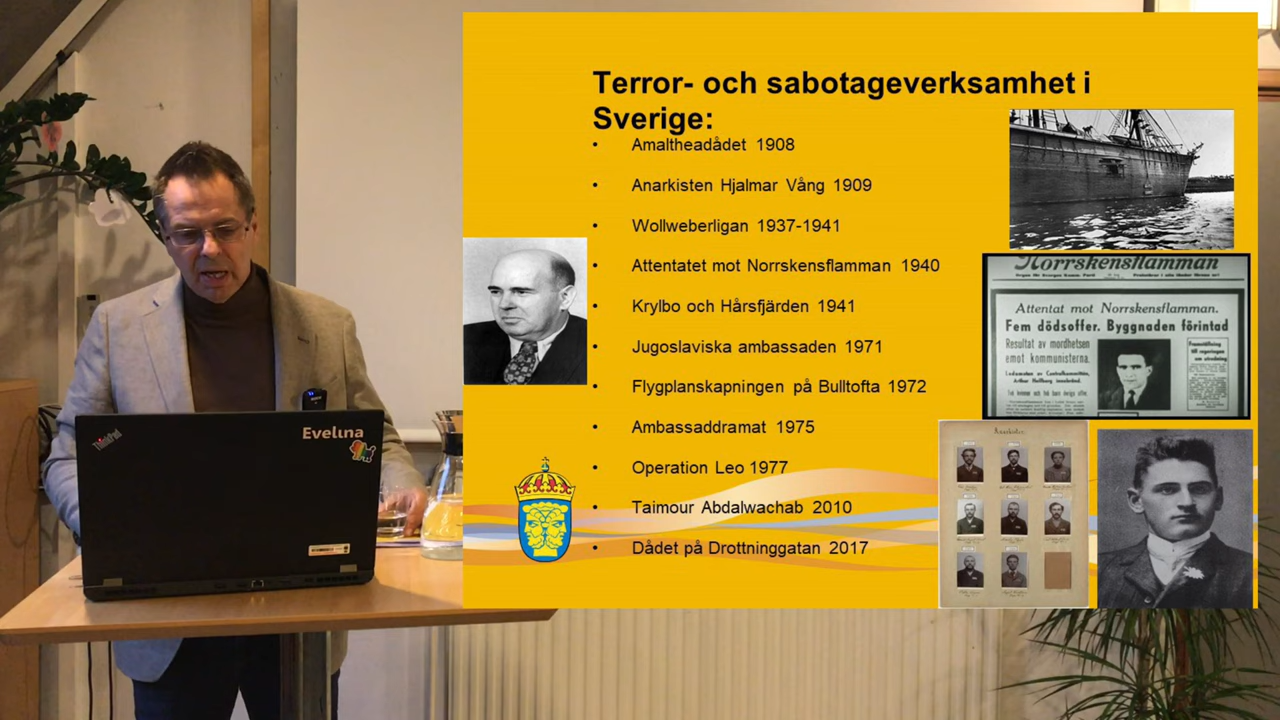 Terror- och sabotageverksamhet i
Sverige:
• Amaltheadådet 1908
• Anarkisten Hjalmar Vång 1909
• Wollweberligan 1937-1941
• Attentatet mot Norrskensflamman 1940
• Krylbo och Hårsfjärden 1941
• Jugoslaviska ambassaden 1971
• Flygplanskapningen på Bulltofta 1972
• Ambassaddramat 1975
• Operation Leo 1977
• Taimour Abdalwachab 2010
• Dådet på Drottninggatan 2017
Norrskensflamman
Attentat mot Norrskensflamman.
Fem dödsoffer. Byggnaden förintad
Resultat av mordhetsen
emot kommunisterna.
Anarkister.
ThinkPad
Evelina